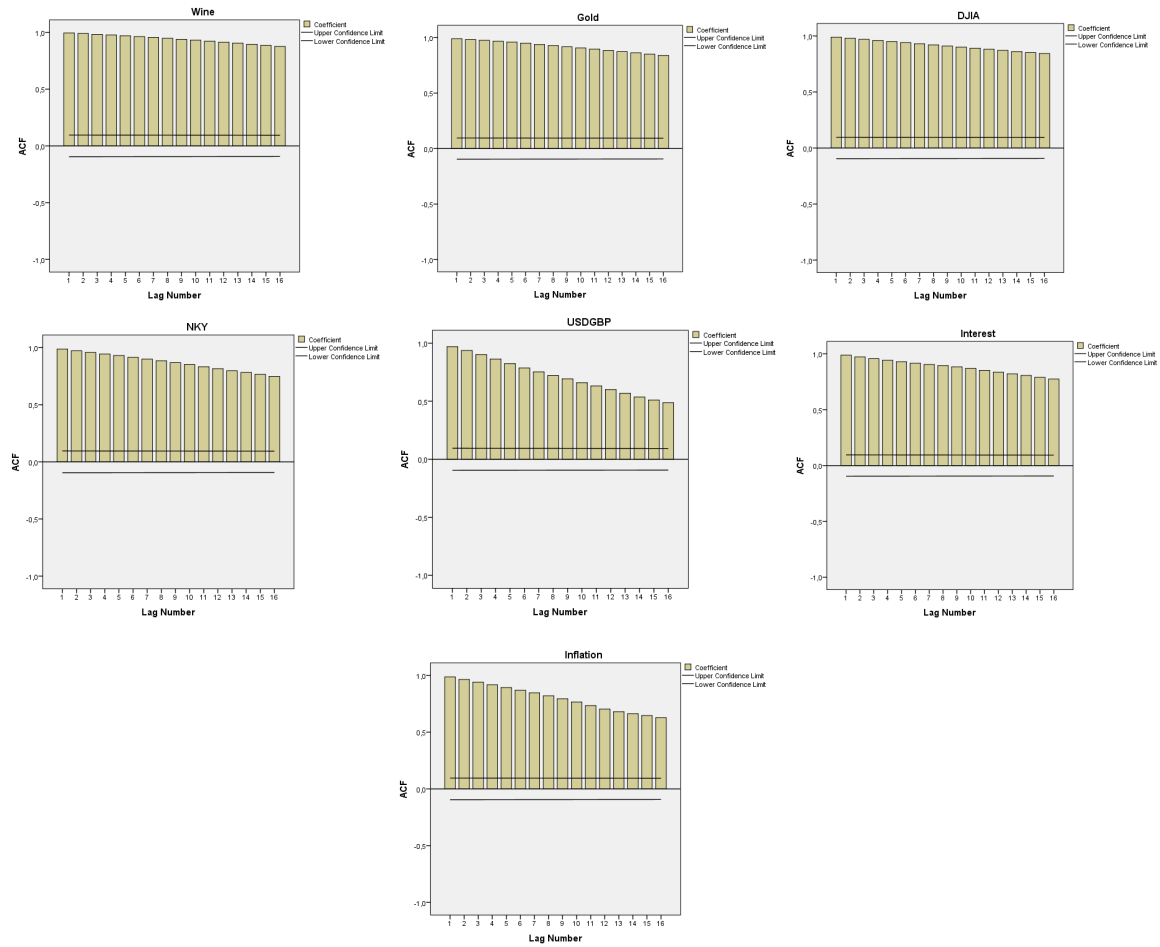 Wine
Coefficient
Upper Confidence Limit
Lower Confidence Limit
1,0
0,5
0,0
-0,5
-1,0
ACF
1 2 3 4 5 6 7 8 9 10 11 12 13 14 15 16
Lag Number
Gold
Coefficient
Upper Confidence Limit
Lower Confidence Limit
1,0
0,5
0,0
-0,5
-1,0
ACF
1 2 3 4 5 6 7 8 9 10 11 12 13 14 15 16
Lag Number
DJIA
Coefficient
Upper Confidence Limit
Lower Confidence Limit
1,0
0,5
0,0
-0,5
-1,0
ACF
1 2 3 4 5 6 7 8 9 10 11 12 13 14 15 16
Lag Number
NKY
Coefficient
Upper Confidence Limit
Lower Confidence Limit
1,0
0,5
0,0
-0,5
-1,0
ACF
1 2 3 4 5 6 7 8 9 10 11 12 13 14 15 16
Lag Number
USDGBP
Coefficient
Upper Confidence Limit
Lower Confidence Limit
1,0
0,5
0,0
-0,5
-1,0
ACF
1 2 3 4 5 6 7 8 9 10 11 12 13 14 15 16
Lag Number
Interest
Coefficient
Upper Confidence Limit
Lower Confidence Limit
1,0
0,5
0,0
-0,5
-1,0
ACF
1 2 3 4 5 6 7 8 9 10 11 12 13 14 15 16
Lag Number
Inflation
Coefficient
Upper Confidence Limit
Lower Confidence Limit
1,0
0,5
0,0
-0,5
-1,0
ACF
1 2 3 4 5 6 7 8 9 10 11 12 13 14 15 16
Lag Number